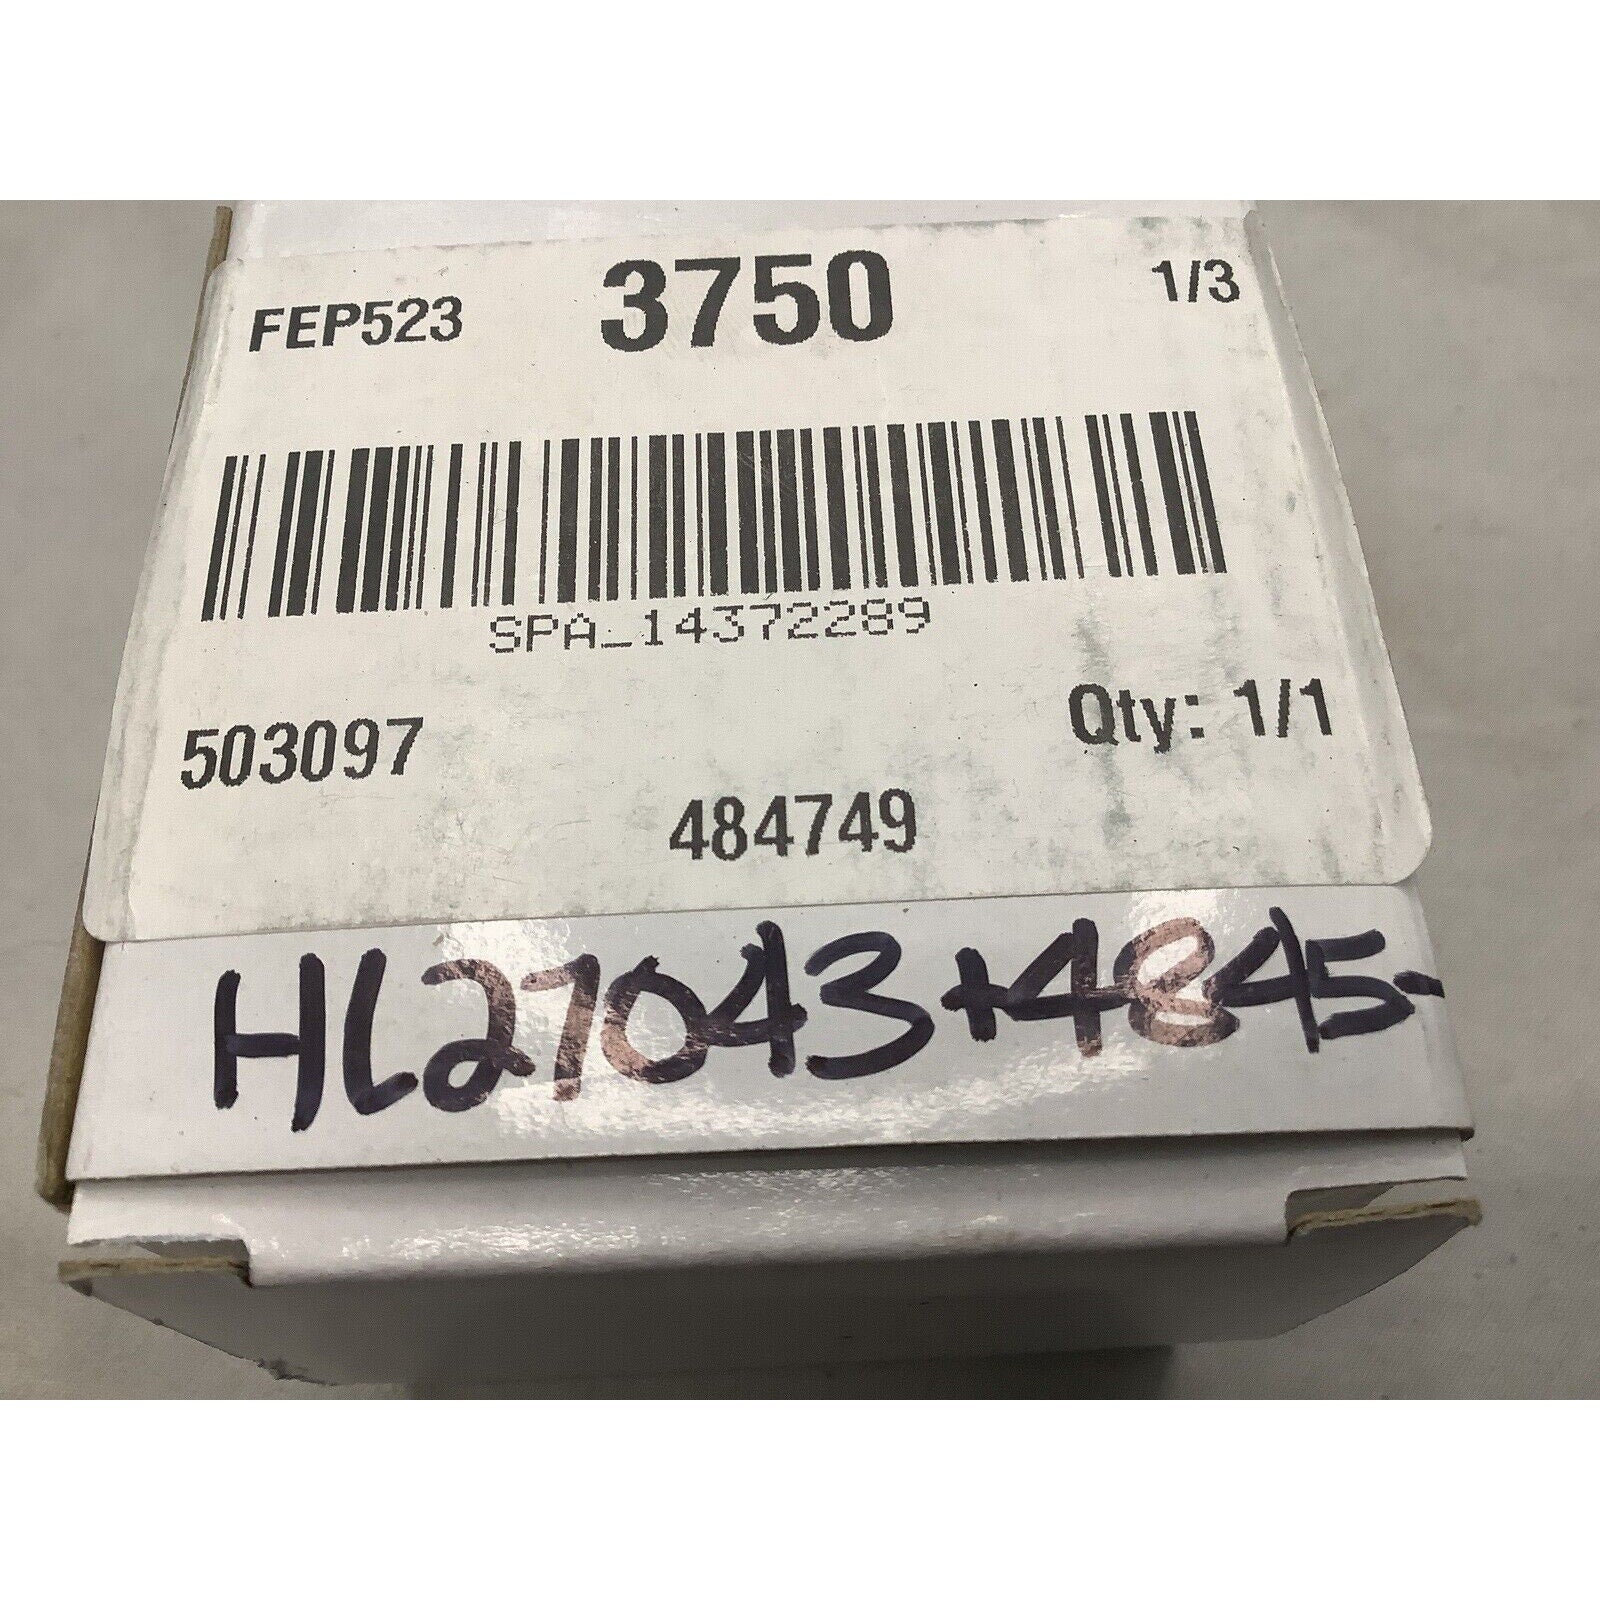 FEP523 3750 1/3
SPA_14372289
503097 Qty: 1/1
484749
HL27043+4845-